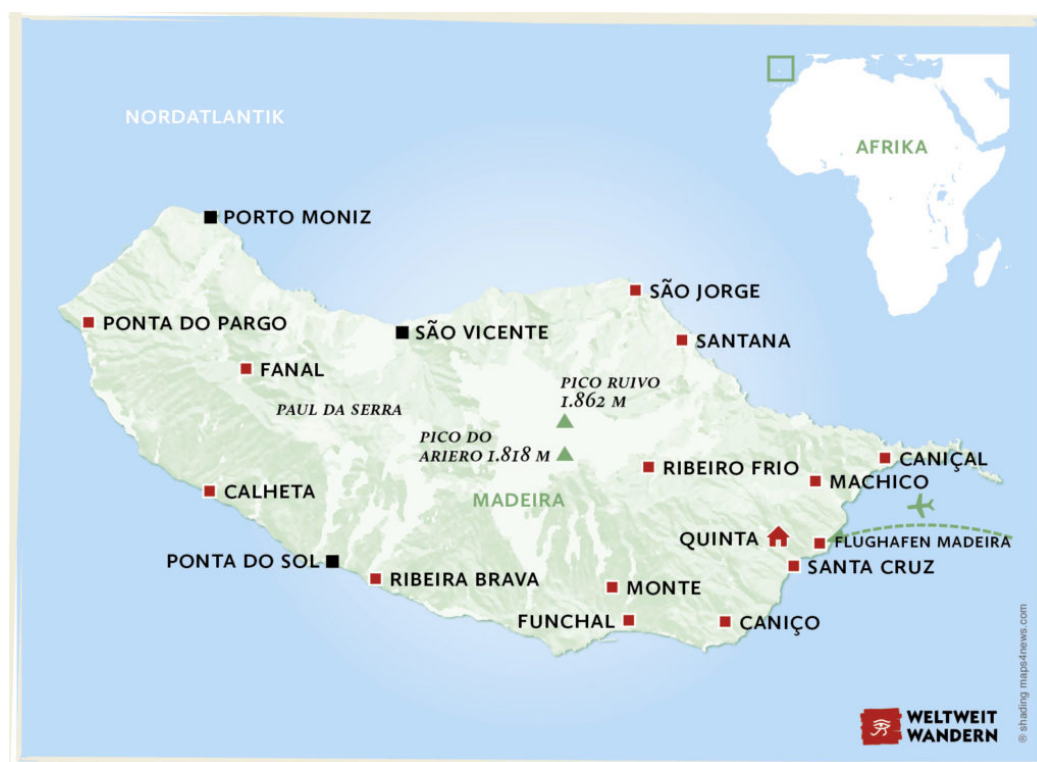 NORDATLANTIK
AFRIKA
PORTO MONIZ
SÃO JORGE
PONTA DO PARGO
SÃO VICENTE
SANTANA
FANAL
PICO RUIVO
1.862 M
PAUL DA SERRA
PICO DO
ARIERO 1.818 M
CANIÇAL
RIBEIRO FRIO
MACHICO
CALHETA
MADEIRA
QUINTA
FLUGHAFEN MADEIRA
PONTA DO SOL
SANTA CRUZ
RIBEIRA BRAVA
MONTE
FUNCHAL
CANIÇO
WELTWEIT
WANDERN
® shading maps4news.com